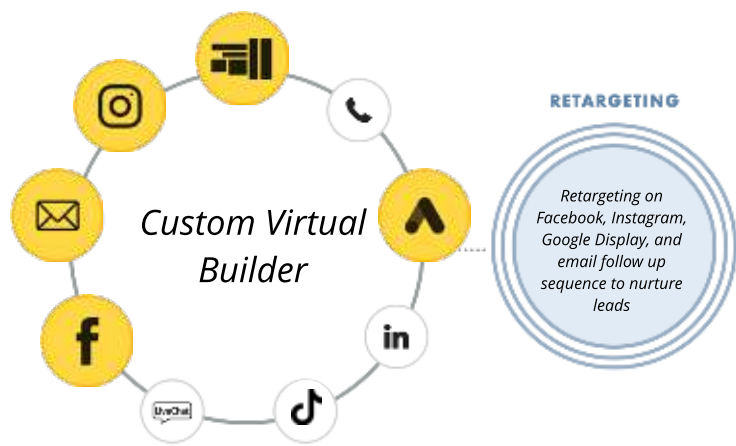 RETARGETING
Custom Virtual
Builder
Retargeting on
Facebook, Instagram,
Google Display, and
email follow up
sequence to nurture
leads
LiveChat